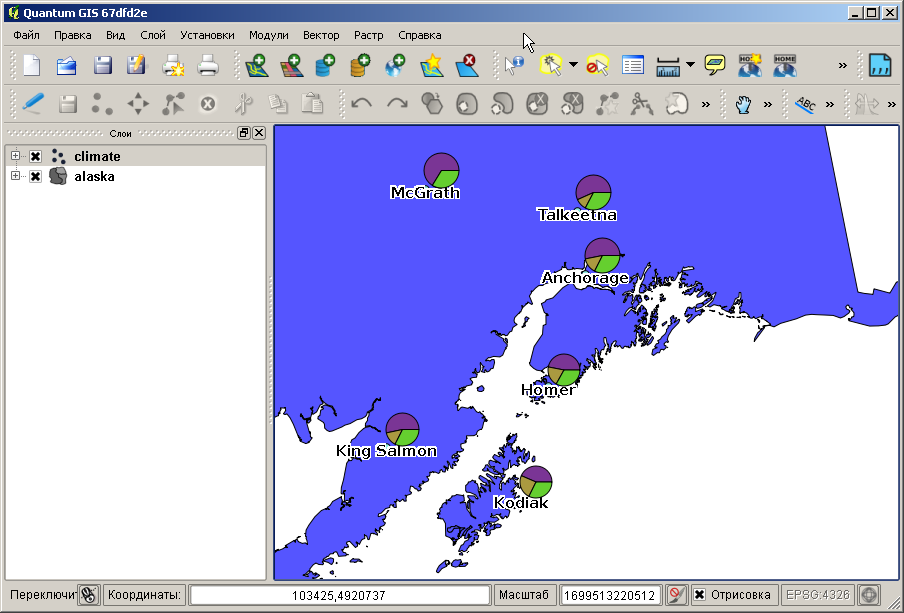 Quantum GIS 67dfd2e
Файл Правка Вид Слой Установки Модули Вектор Растр Справка
Слои
climate
alaska
McGrath
Talkeetna
Anchorage
Homer
King Salmon
Kodiak
Переключит Координаты: 103425,4920737 Масштаб 1699513220512 Отрисовка EPSG:4326